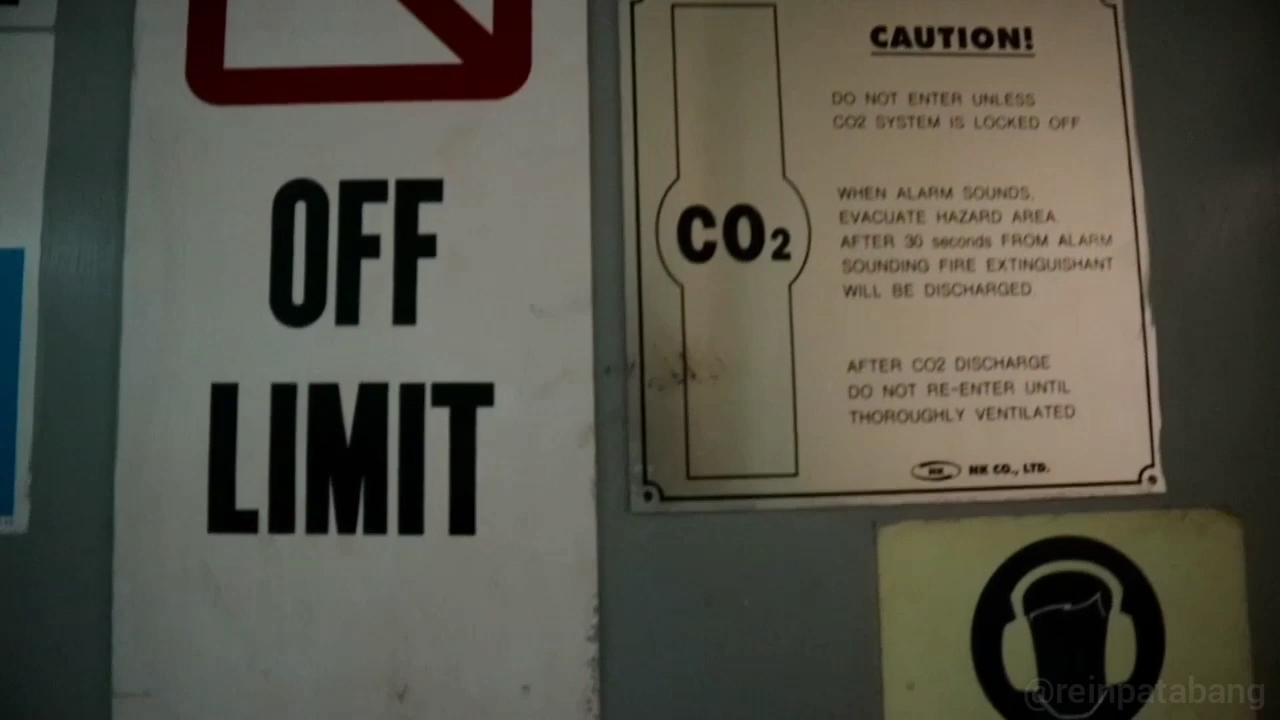 OFF
LIMIT
CAUTION!
DO NOT ENTER UNLESS
CO2 SYSTEM IS LOCKED OFF
WHEN ALARM SOUNDS,
EVACUATE HAZARD AREA.
AFTER 30 seconds FROM ALARM
SOUNDING FIRE EXTINGUISHANT
WILL BE DISCHARGED
CO2
AFTER CO2 DISCHARGE
DO NOT RE-ENTER UNTIL
THOROUGHLY VENTILATED
NK NK CO., LTD.
@reinpatabang